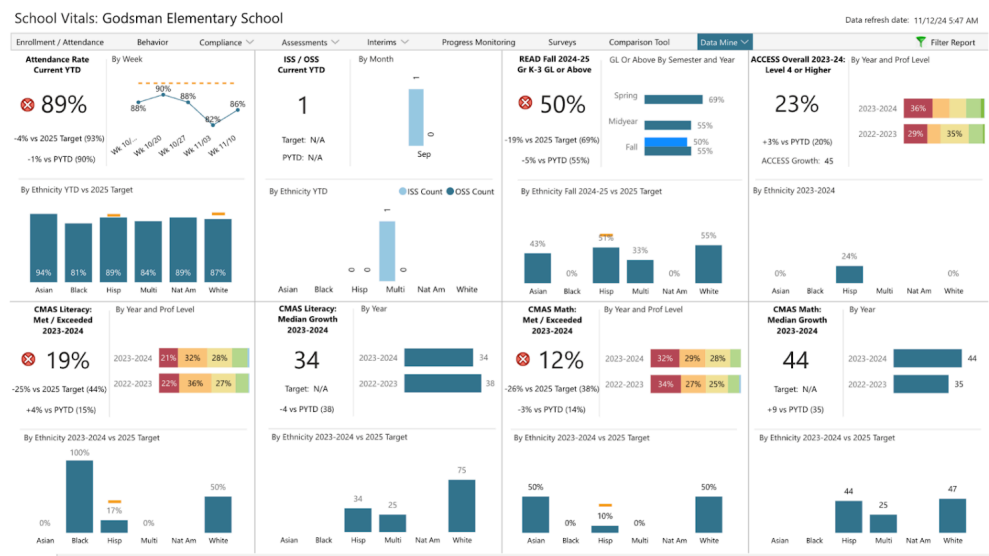 School Vitals: Godsman Elementary School
Data refresh date: 11/12/24 5:47 AM
Enrollment / Attendance Behavior Compliance Assessments Interims Progress Monitoring Surveys Comparison Tool Data Mine Filter Report
Attendance Rate
Current YTD
By Week
89%
-4% vs 2025 Target (93%)
-1% vs PYTD (90%)
88% 90% 88% 82% 86%
Wk 10/... Wk 10/20 Wk 10/27 Wk 11/03 Wk 11/10
By Ethnicity YTD vs 2025 Target
94% 81% 89% 84% 89% 87%
Asian Black Hisp Multi Nat Am White
ISS / OSS
Current YTD
By Month
1
Target: N/A
PYTD: N/A
1 0
Sep
By Ethnicity YTD
ISS Count OSS Count
0 0 1 0
Asian Black Hisp Multi Nat Am White
READ Fall 2024-25
Gr K-3 GL or Above
GL Or Above By Semester and Year
50%
-19% vs 2025 Target (69%)
-5% vs PYTD (55%)
Spring 69%
Midyear 55%
Fall 50%
55%
By Ethnicity Fall 2024-25 vs 2025 Target
43% 0% 51% 33% 0% 55%
Asian Black Hisp Multi Nat Am White
ACCESS Overall 2023-24:
Level 4 or Higher
By Year and Prof Level
23%
+3% vs PYTD (20%)
ACCESS Growth: 45
2023-2024 36%
2022-2023 29% 35%
By Ethnicity 2023-2024
0% 24% 0%
Asian Black Hisp Multi Nat Am White
CMAS Literacy:
Met / Exceeded
2023-2024
By Year and Prof Level
19%
-25% vs 2025 Target (44%)
+4% vs PYTD (15%)
2023-2024 21% 32% 28%
2022-2023 22% 36% 27%
By Ethnicity 2023-2024 vs 2025 Target
0% 100% 17% 0% 50%
Asian Black Hisp Multi Nat Am White
CMAS Literacy:
Median Growth
2023-2024
By Year
34
Target: N/A
-4 vs PYTD (38)
2023-2024 34
2022-2023 38
By Ethnicity 2023-2024 vs 2025 Target
34 25 75
Asian Black Hisp Multi Nat Am White
CMAS Math:
Met / Exceeded
2023-2024
By Year and Prof Level
12%
-26% vs 2025 Target (38%)
-3% vs PYTD (14%)
2023-2024 32% 29% 28%
2022-2023 34% 27% 25%
By Ethnicity 2023-2024 vs 2025 Target
50% 0% 10% 0% 50%
Asian Black Hisp Multi Nat Am White
CMAS Math:
Median Growth
2023-2024
By Year
44
Target: N/A
+9 vs PYTD (35)
2023-2024 44
2022-2023 35
By Ethnicity 2023-2024 vs 2025 Target
44 25 47
Asian Black Hisp Multi Nat Am White